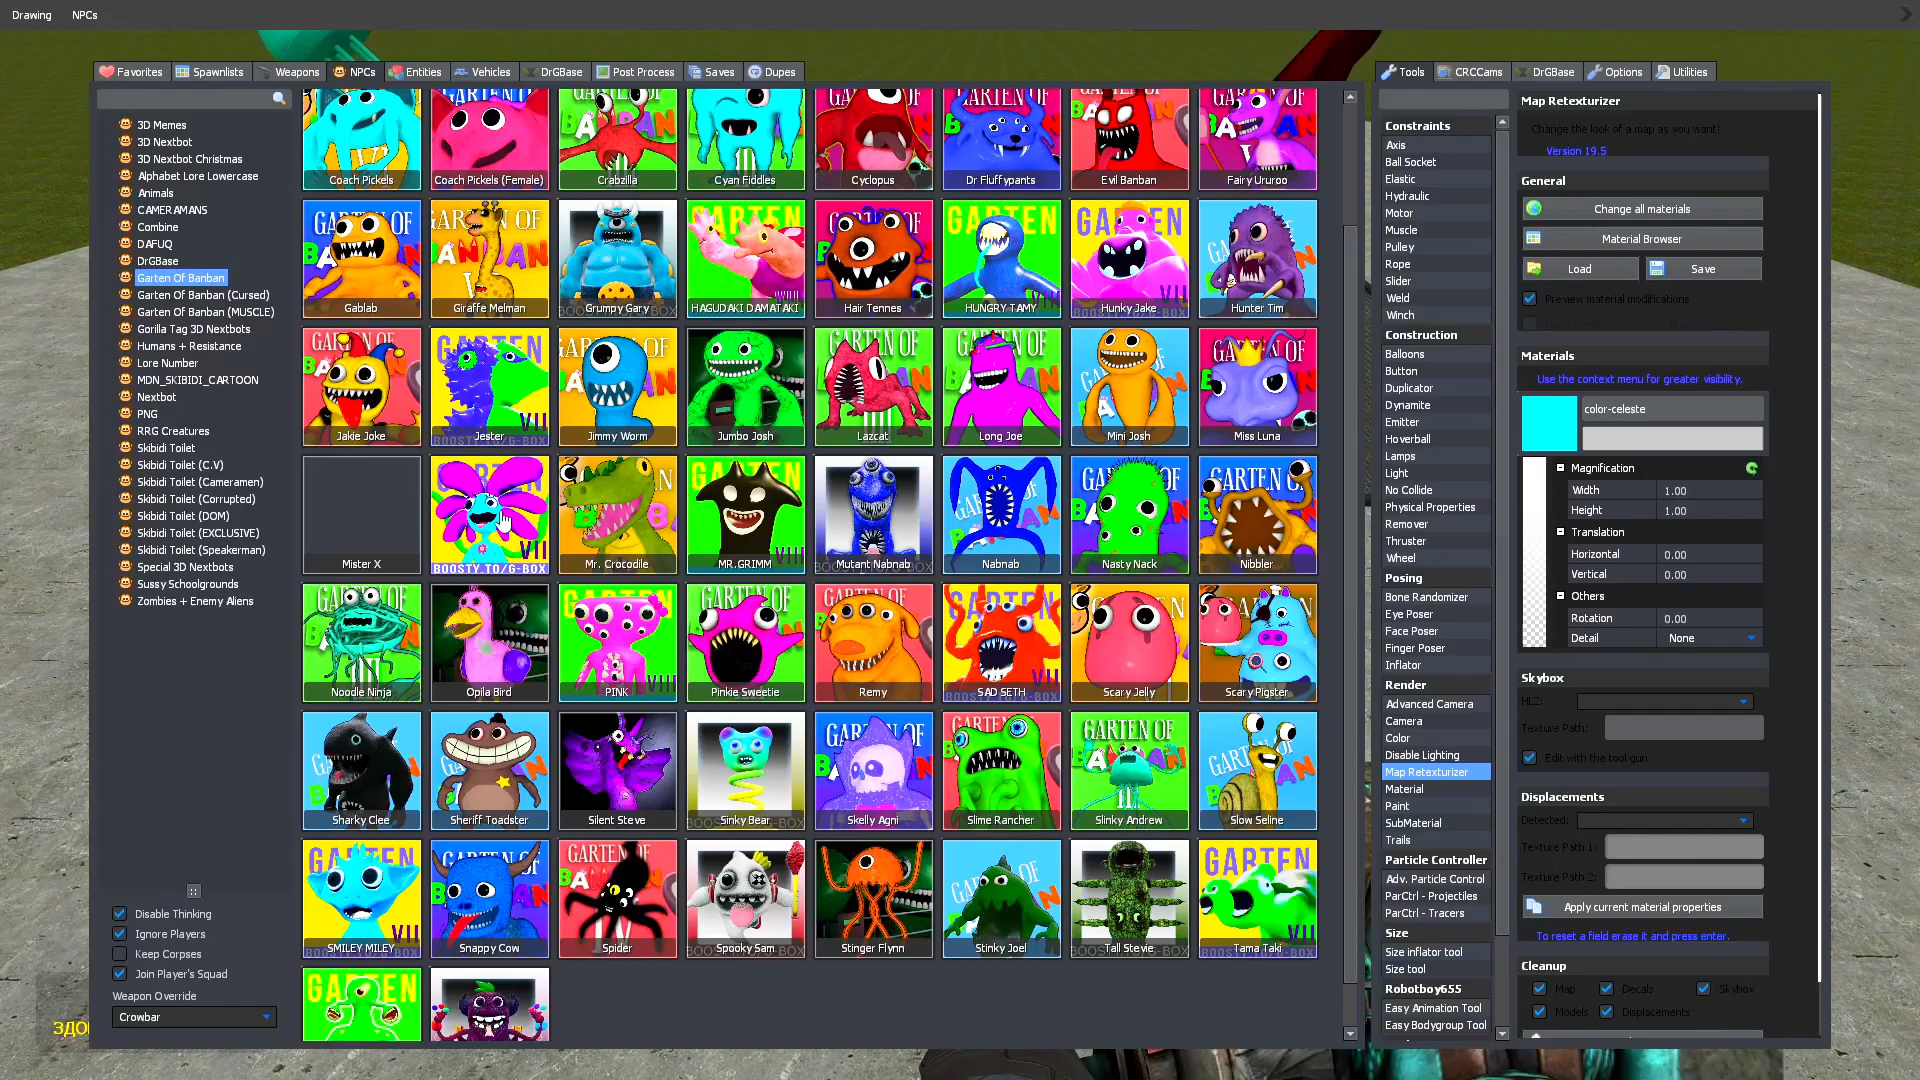 Drawing
NPCs
Favorites
Spawnlists
Weapons
NPCs
Entities
Vehicles
DrGBase
Post Process
Saves
Dupes
3D Memes
3D Nextbot
3D Nextbot Christmas
Alphabet Lore Lowercase
Animals
CAMERAMANS
Combine
DAFUQ
DrGBase
Garten Of Banban
Garten Of Banban (Cursed)
Garten Of Banban (MUSCLE)
Gorilla Tag 3D Nextbots
Humans + Resistance
Lore Number
MDN_SKIBIDI_CARTOON
Nextbot
PNG
RRG Creatures
Skibidi Toilet
Skibidi Toilet (C.V)
Skibidi Toilet (Cameramen)
Skibidi Toilet (Corrupted)
Skibidi Toilet (DOM)
Skibidi Toilet (EXCLUSIVE)
Skibidi Toilet (Speakerman)
Special 3D Nextbots
Sussy Schoolgrounds
Zombies + Enemy Aliens
Disable Thinking
Ignore Players
Keep Corpses
Join Player's Squad
Weapon Override
Crowbar
ЗДО
Coach Pickels
Coach Pickels (Female)
Crabzilla
Cyan Fiddles
Cyclopus
Dr Fluffypants
Evil Banban
Fairy Ururoo
Gablab
Giraffe Melman
Grumpy Gary
HAGUDAKI DAMATAKI
Hair Tennes
HUNGRY TAMY
Hunky Jake
Hunter Tim
Jakie Joke
Jester
Jimmy Worm
Jumbo Josh
Lazcat
Long Joe
Mini Josh
Miss Luna
Mister X
GARTEN
VII
BOOSTY TO/G-BOX
Mr. Crocodile
MR.GRIMM
Mutant Nabnab
Nabnab
Nasty Nack
Nibbler
Noodle Ninja
Opila Bird
PINK
Pinkie Sweetie
Remy
SAD SETH
Scary Jelly
Scary Pigster
Sharky Clee
Sheriff Toadster
Silent Steve
Sinky Bear
Skelly Agni
Slime Rancher
Slinky Andrew
Slow Seline
SMILEY MILEY
Snappy Cow
Spider
Spooky Sam
Stinger Flynn
Stinky Joel
Tall Stevie
Tama Taki
GARTEN
Tools
CRCCams
DrGBase
Options
Utilities
Constraints
Axis
Ball Socket
Elastic
Hydraulic
Motor
Muscle
Pulley
Rope
Slider
Weld
Winch
Construction
Balloons
Button
Duplicator
Dynamite
Emitter
Hoverball
Lamps
Light
No Collide
Physical Properties
Remover
Thruster
Wheel
Posing
Bone Randomizer
Eye Poser
Face Poser
Finger Poser
Inflator
Render
Advanced Camera
Camera
Color
Disable Lighting
Map Retexturizer
Material
Paint
SubMaterial
Trails
Particle Controller
Adv. Particle Control
ParCtrl - Projectiles
ParCtrl - Tracers
Size
Size inflator tool
Size tool
Robotboy655
Easy Animation Tool
Easy Bodygroup Tool
Map Retexturizer
Change the look of a map as you want!
Version 19.5
General
Change all materials
Material Browser
Load
Save
Preview material modifications
Materials
Use the context menu for greater visibility.
color-celeste
Magnification
Width 1.00
Height 1.00
Translation
Horizontal 0.00
Vertical 0.00
Others
Rotation 0.00
Detail None
Skybox
HL2:
Texture Path:
Edit with the tool gun
Displacements
Detected:
Texture Path 1:
Texture Path 2:
Apply current material properties
To reset a field erase it and press enter.
Cleanup
Map
Decals
Skybox
Models
Displacements